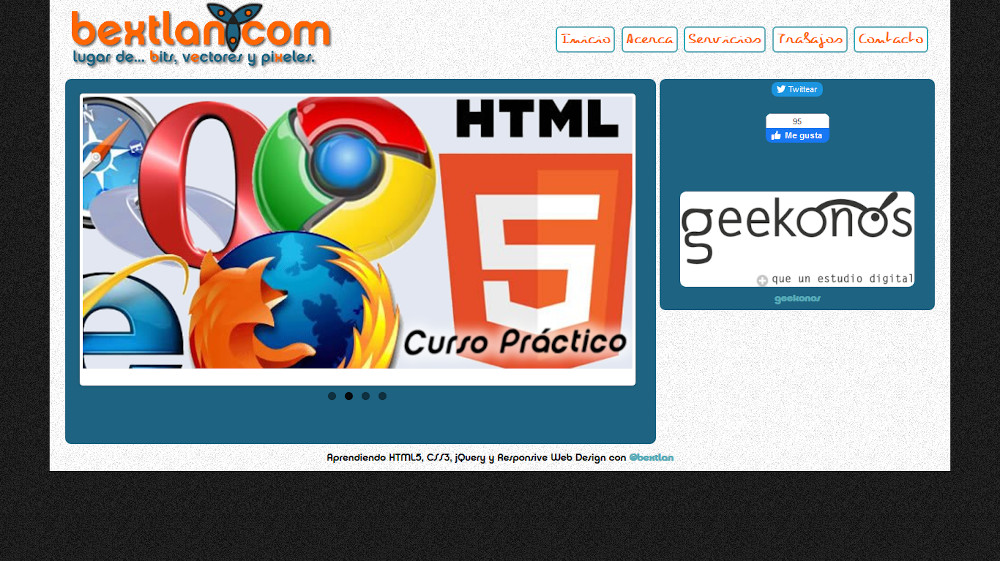 bextlan.com
lugar de... bits, vectores y pixeles.
Inicio Acerca Servicios Trabajos Contacto
HTML
5
Curso Práctico
N
Twittear
95
Me gusta
geekonos
que un estudio digital
geekonos
Aprendiendo HTML5, CSS3, jQuery y Responsive Web Design con @bextlan